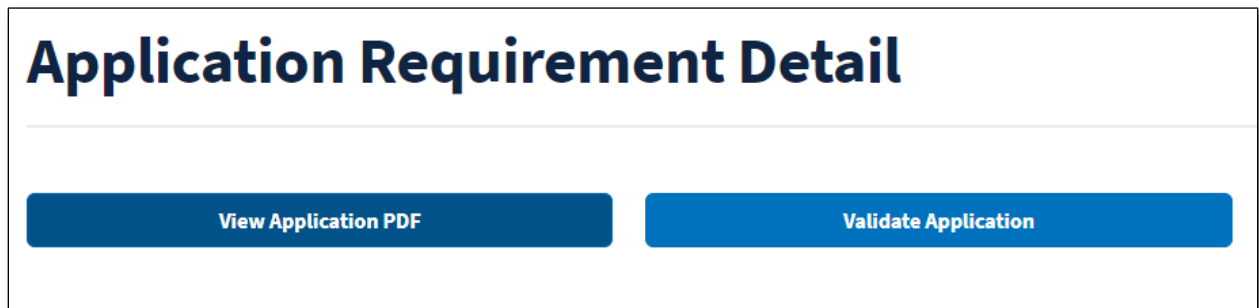 Application Requirement Detail
View Application PDF
Validate Application